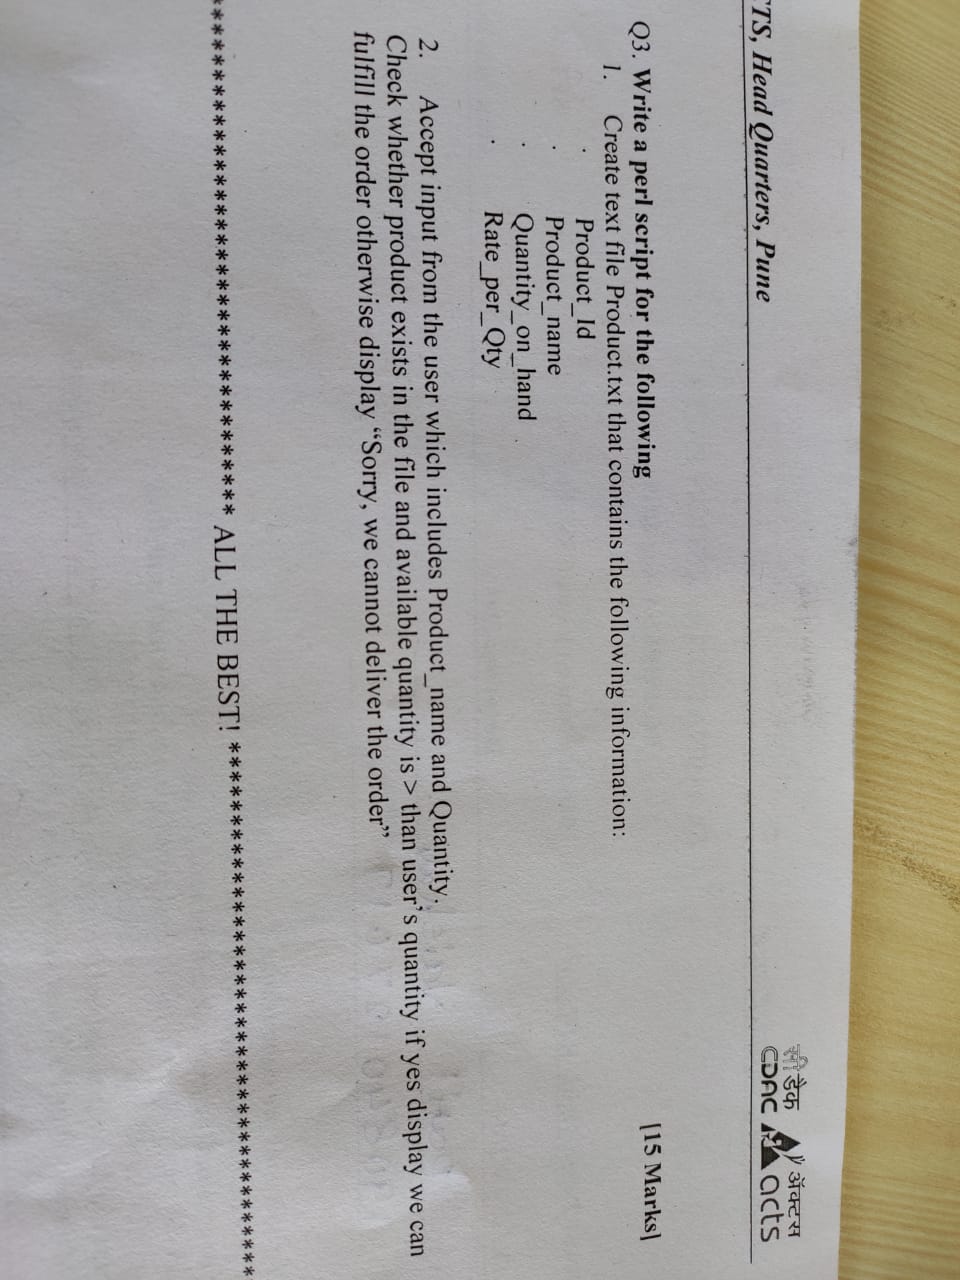 TS, Head Quarters, Pune
सी डैक
CDAC
ॲक्टस
acts
Q3. Write a perl script for the following [15 Marks]
1. Create text file Product.txt that contains the following information:
· Product_Id
· Product_name
· Quantity_on_hand
· Rate_per_Qty
2. Accept input from the user which includes Product_name and Quantity.
Check whether product exists in the file and available quantity is > than user's quantity if yes display we can
fulfill the order otherwise display “Sorry, we cannot deliver the order”
********************************** ALL THE BEST! **********************************